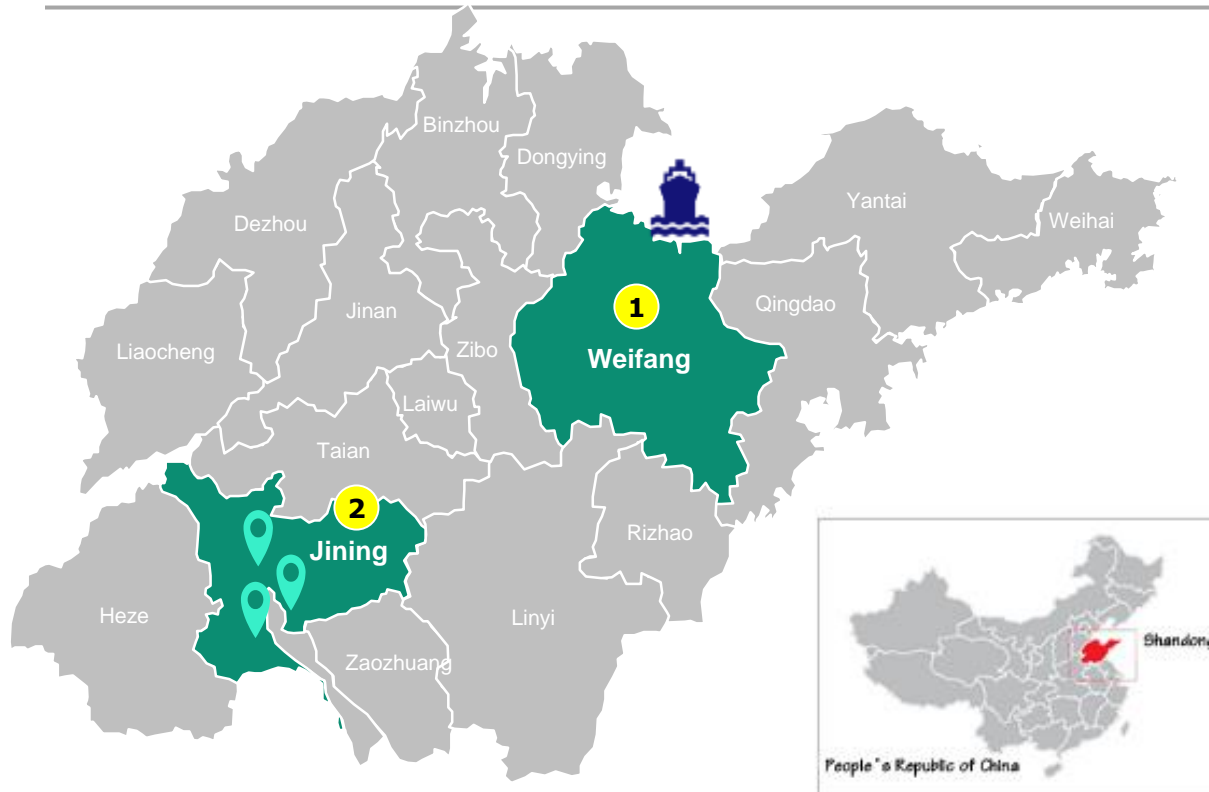 Binzhou
Dongying
Yantai
Dezhou
Weihai
1
Qingdao
Jinan
Liaocheng
Zibo
Weifang
Laiwu
Taian
2
Rizhao
Jining
Heze
Linyi
Zaozhuang
Shandong
People's Republic of China